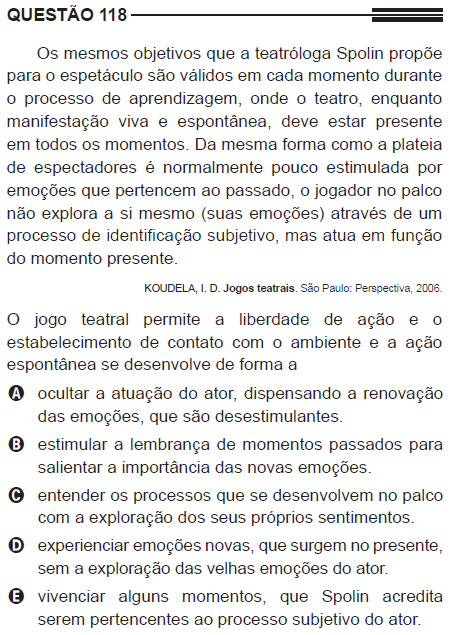 QUESTÃO 118
Os mesmos objetivos que a teatróloga Spolin propõe
para o espetáculo são válidos em cada momento durante
o processo de aprendizagem, onde o teatro, enquanto
manifestação viva e espontânea, deve estar presente
em todos os momentos. Da mesma forma como a plateia
de espectadores é normalmente pouco estimulada por
emoções que pertencem ao passado, o jogador no palco
não explora a si mesmo (suas emoções) através de um
processo de identificação subjetivo, mas atua em função
do momento presente.
KOUDELA, I. D. Jogos teatrais. São Paulo: Perspectiva, 2006.
O jogo teatral permite a liberdade de ação e o
estabelecimento de contato com o ambiente e a ação
espontânea se desenvolve de forma a
A ocultar a atuação do ator, dispensando a renovação
das emoções, que são desestimulantes.
B estimular a lembrança de momentos passados para
salientar a importância das novas emoções.
C entender os processos que se desenvolvem no palco
com a exploração dos seus próprios sentimentos.
D experienciar emoções novas, que surgem no presente,
sem a exploração das velhas emoções do ator.
E vivenciar alguns momentos, que Spolin acredita
serem pertencentes ao processo subjetivo do ator.